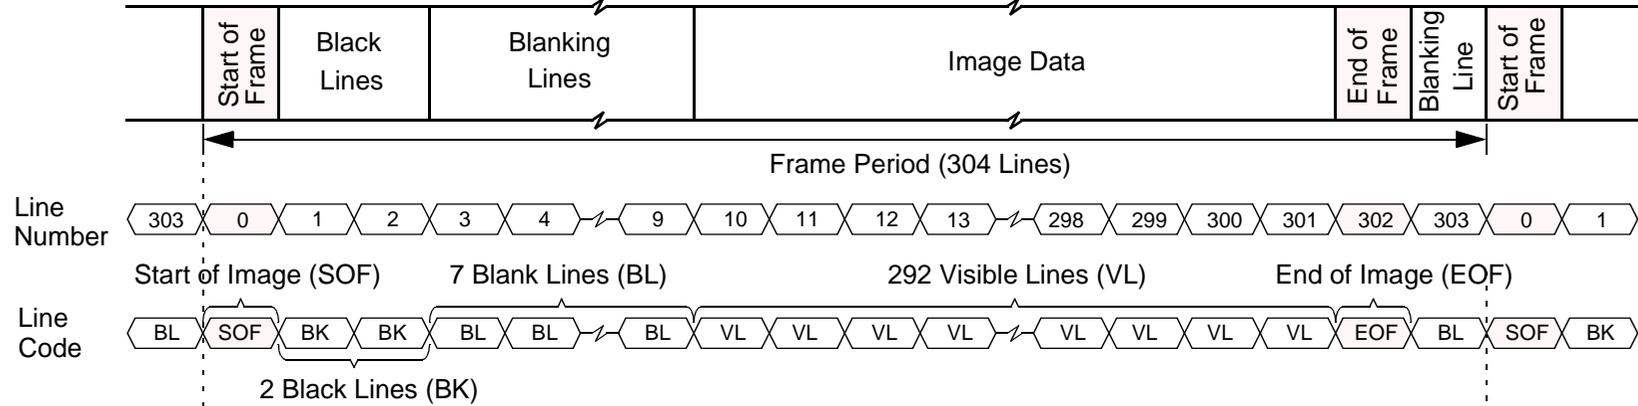 Start of
Frame
Black
Lines
Blanking
Lines
Image Data
End of
Frame
Blanking
Line
Start of
Frame
Frame Period (304 Lines)
Line
Number
303 0 1 2 3 4 9 10 11 12 13 298 299 300 301 302 303 0 1
Start of Image (SOF) 7 Blank Lines (BL) 292 Visible Lines (VL) End of Image (EOF)
Line
Code
BL SOF BK BK BL BL BL VL VL VL VL VL VL VL VL EOF BL SOF BK
2 Black Lines (BK)